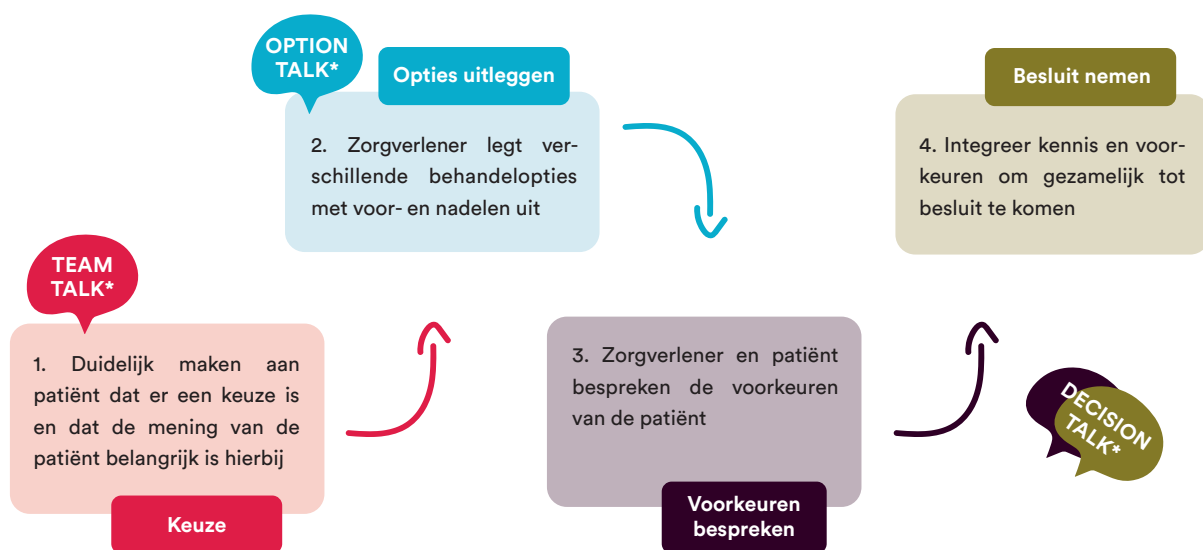 TEAM
TALK*
1. Duidelijk maken aan
patiënt dat er een keuze is
en dat de mening van de
patiënt belangrijk is hierbij
Keuze
OPTION
TALK*
Opties uitleggen
2. Zorgverlener legt ver-
schillende behandelopties
met voor- en nadelen uit
3. Zorgverlener en patiënt
bespreken de voorkeuren
van de patiënt
Voorkeuren
bespreken
Besluit nemen
4. Integreer kennis en voor-
keuren om gezamelijk tot
besluit te komen
DECISION
TALK*